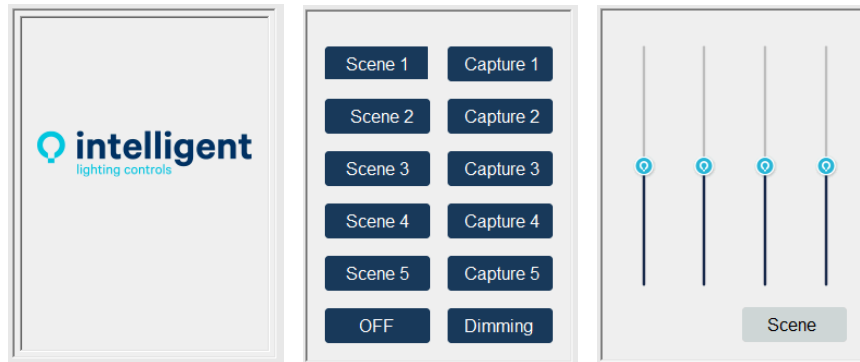 intelligent
lighting controls
Scene 1 Capture 1
Scene 2 Capture 2
Scene 3 Capture 3
Scene 4 Capture 4
Scene 5 Capture 5
OFF Dimming
Scene